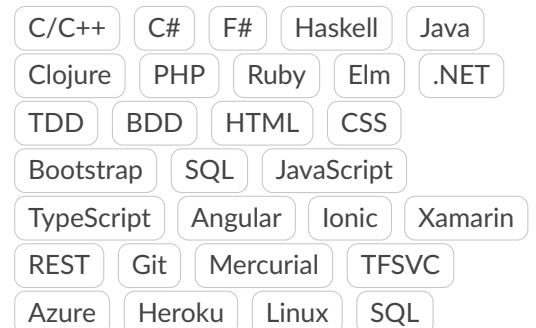 C/C++ C# F# Haskell Java
Clojure PHP Ruby Elm .NET
TDD BDD HTML CSS
Bootstrap SQL JavaScript
TypeScript Angular Ionic Xamarin
REST Git Mercurial TFSVC
Azure Heroku Linux SQL